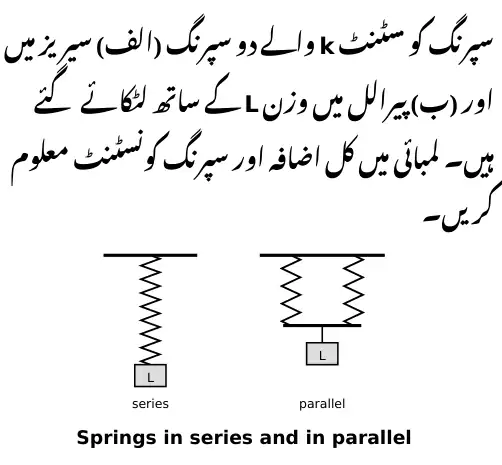 سپرنگ کو سٹنٹ k والے دو سپرنگ (الف) سیریز میں
اور (ب) پیرالل میں وزن L کے ساتھ لٹکائے گئے
ہیں۔ لمبائی میں کل اضافہ اور سپرنگ کونسٹنٹ معلوم
کریں۔
L
L
series
parallel
Springs in series and in parallel